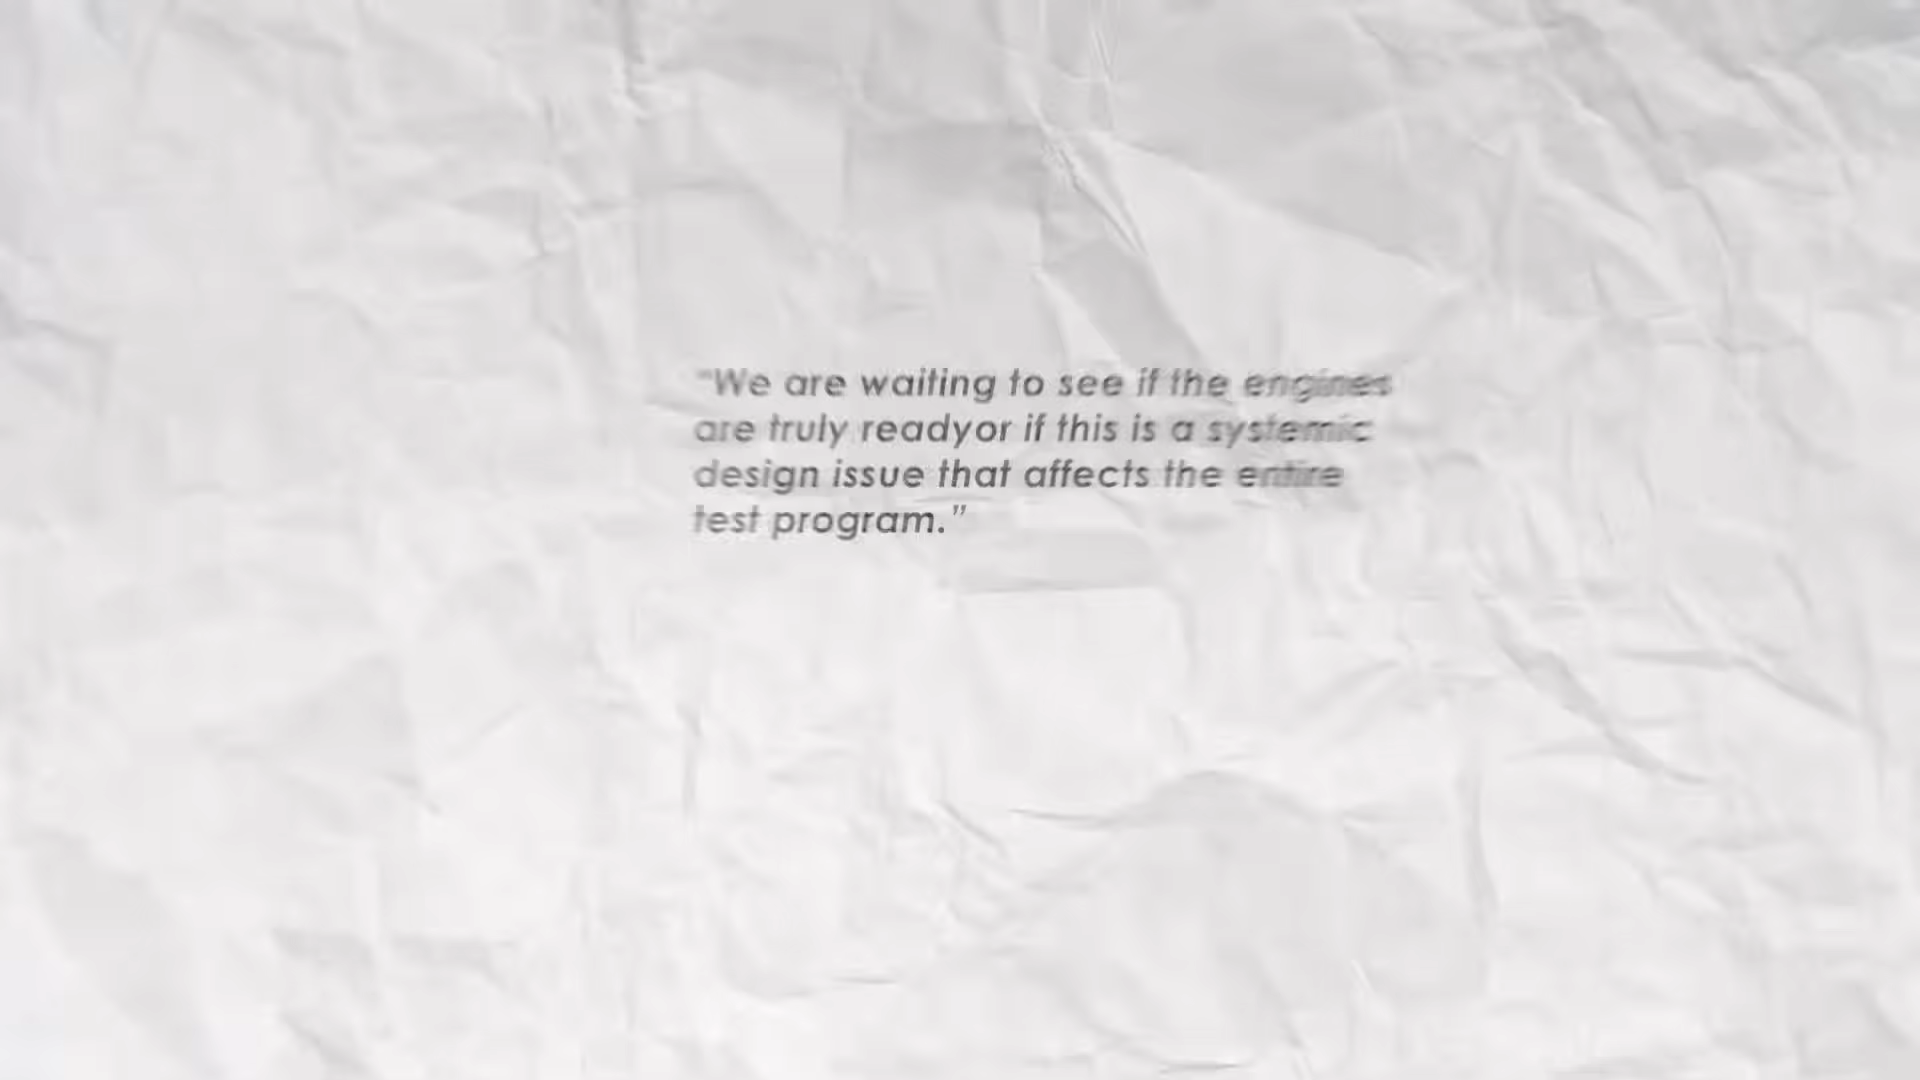 "We are waiting to see if the engines
are truly readyor if this is a systemic
design issue that affects the entire
test program."